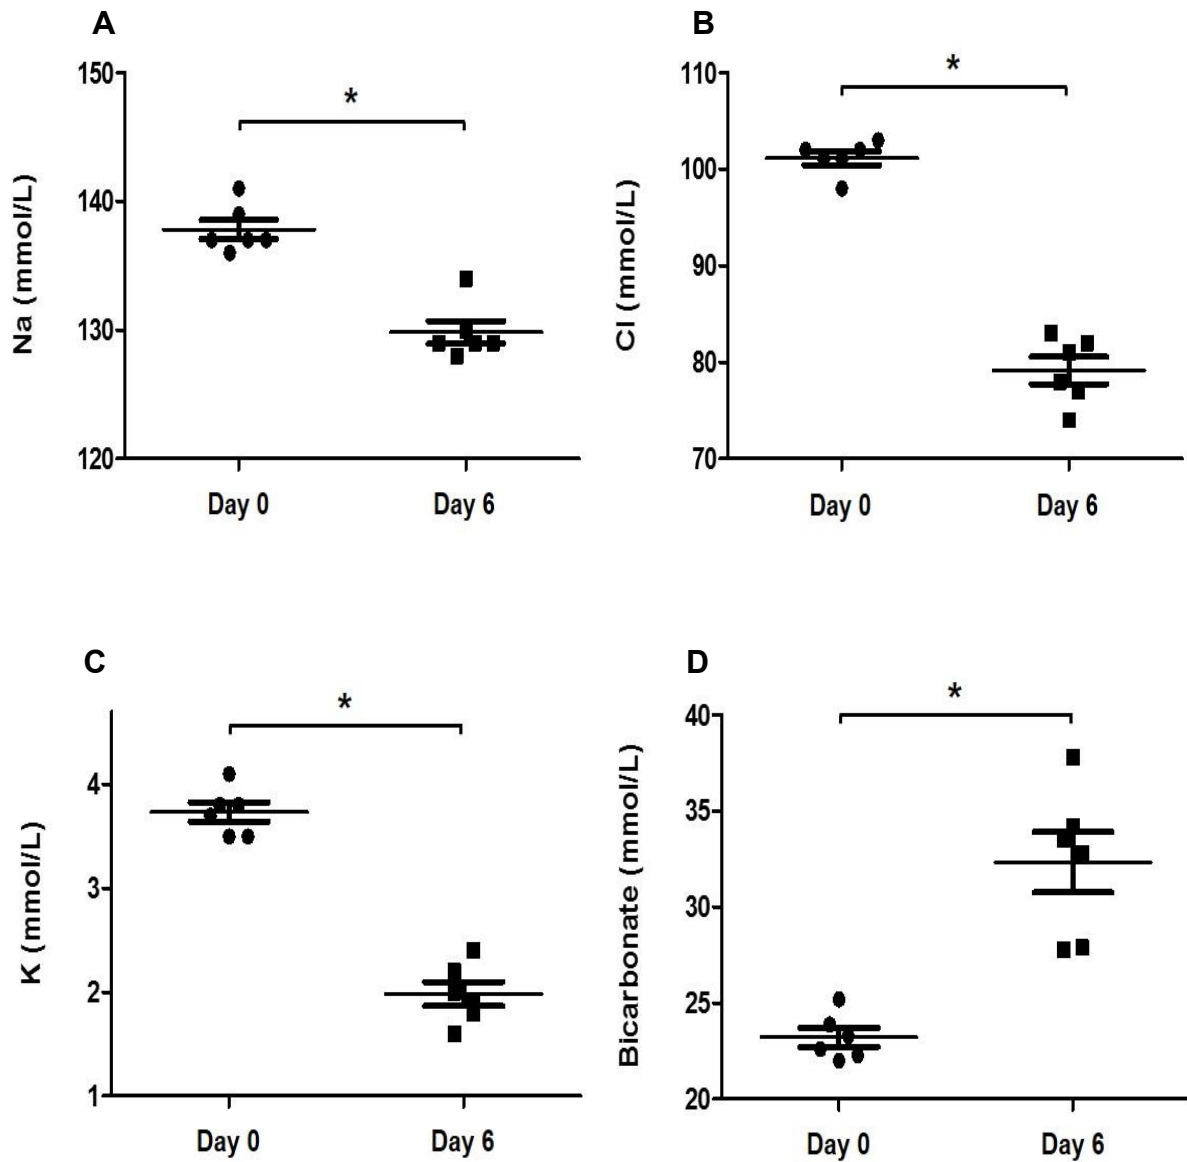 A
B
150
140
130
120
Na (mmol/L)
*
Day 0
Day 6
110
100
90
80
70
Cl (mmol/L)
*
Day 0
Day 6
C
D
4
3
2
1
K (mmol/L)
*
Day 0
Day 6
40
35
30
25
20
Bicarbonate (mmol/L)
*
Day 0
Day 6